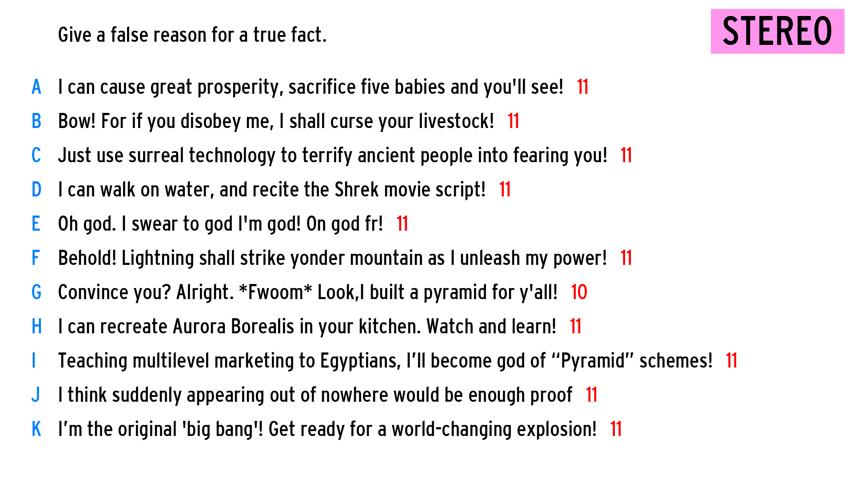 Give a false reason for a true fact.
STEREO
A I can cause great prosperity, sacrifice five babies and you'll see! 11
B Bow! For if you disobey me, I shall curse your livestock! 11
C Just use surreal technology to terrify ancient people into fearing you! 11
D I can walk on water, and recite the Shrek movie script! 11
E Oh god. I swear to god I'm god! On god fr! 11
F Behold! Lightning shall strike yonder mountain as I unleash my power! 11
G Convince you? Alright. *Fwoom* Look,I built a pyramid for y'all! 10
H I can recreate Aurora Borealis in your kitchen. Watch and learn! 11
I Teaching multilevel marketing to Egyptians, I’ll become god of “Pyramid” schemes! 11
J I think suddenly appearing out of nowhere would be enough proof 11
K I’m the original 'big bang'! Get ready for a world-changing explosion! 11